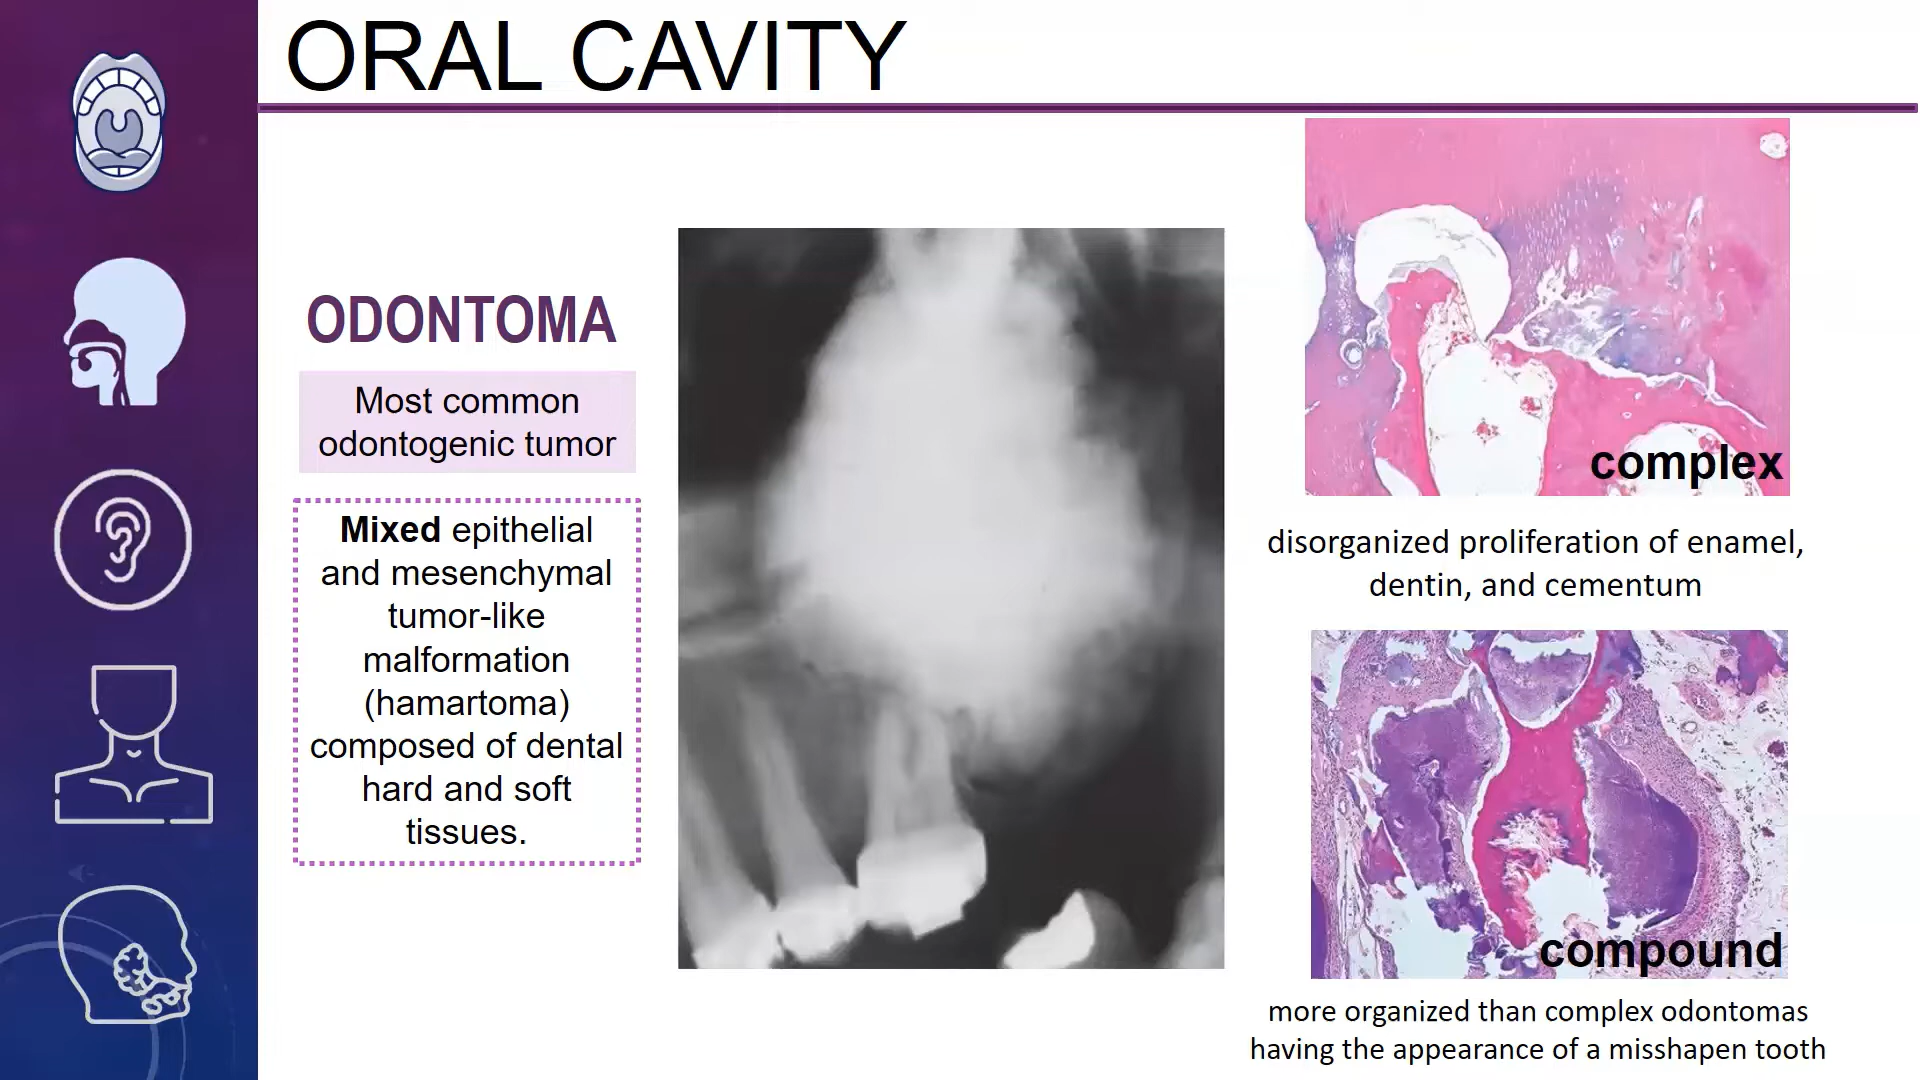 ORAL CAVITY
ODONTOMA
Most common
odontogenic tumor
Mixed epithelial
and mesenchymal
tumor-like
malformation
(hamartoma)
composed of dental
hard and soft
tissues.
complex
disorganized proliferation of enamel,
dentin, and cementum
compound
more organized than complex odontomas
having the appearance of a misshapen tooth